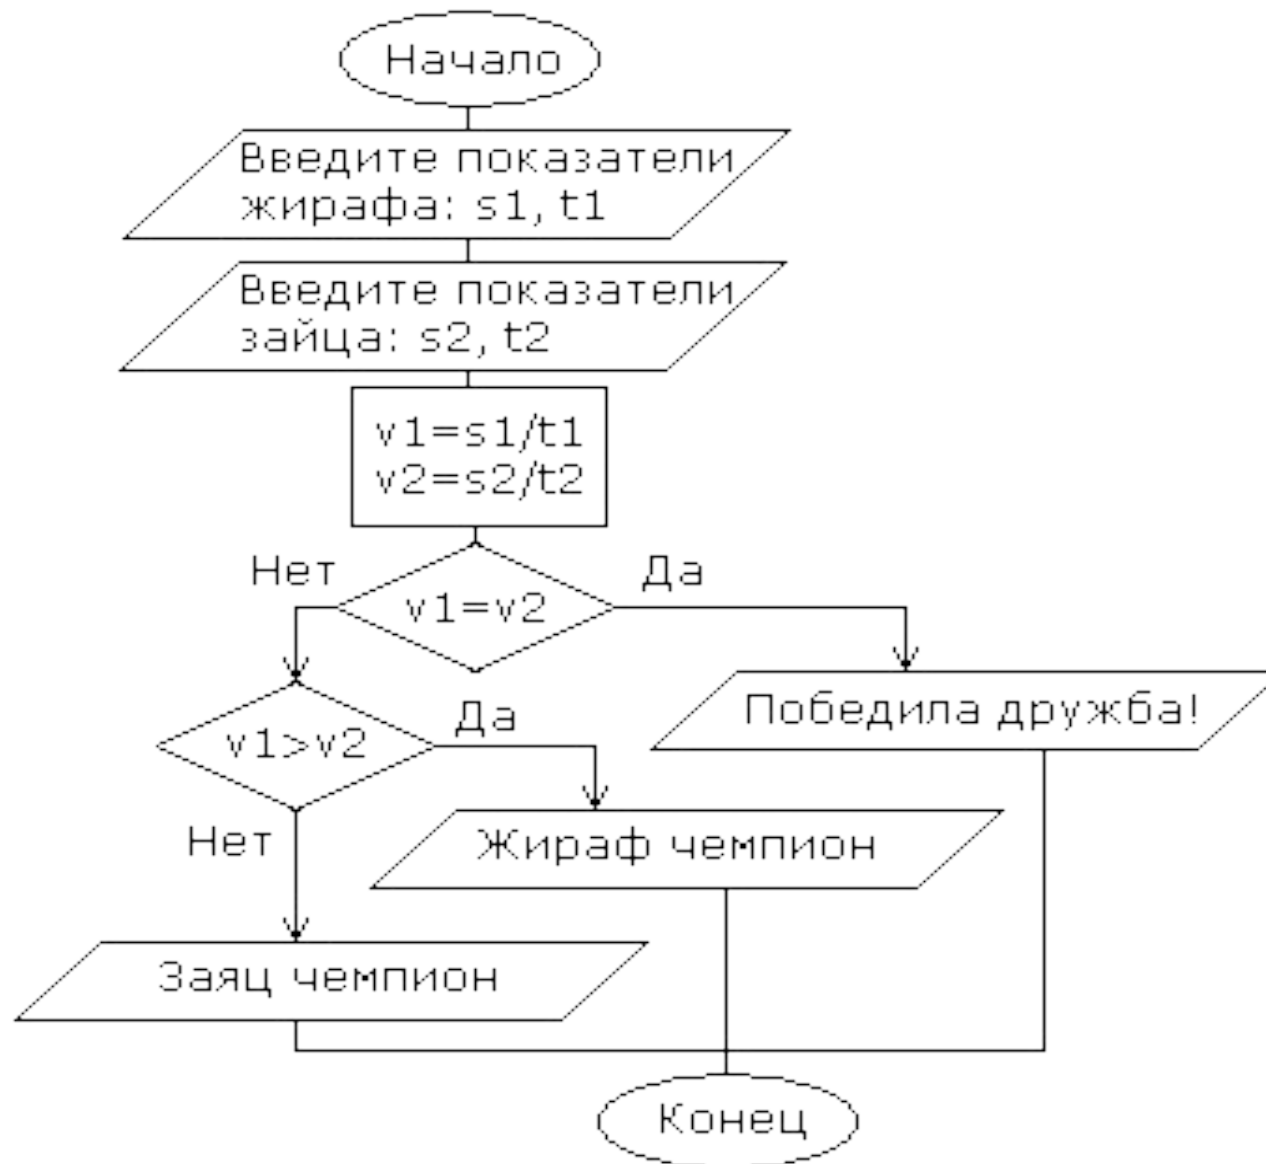 Начало
Введите показатели
жирафа: s1, t1
Введите показатели
зайца: s2, t2
v1=s1/t1
v2=s2/t2
Нет
Да
v1=v2
Победила дружба!
Да
v1>v2
Нет
Жираф чемпион
Заяц чемпион
Конец